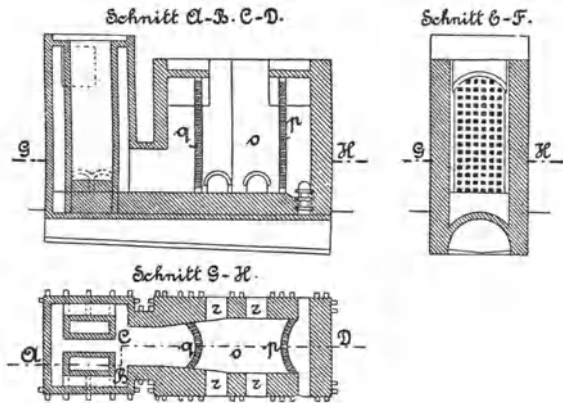 Schnitt A-B. C-D.
Schnitt E-F.
q
o
p
G
H
G
H
Schnitt G-H.
z z
A
C
q
o
p
D
B
z z